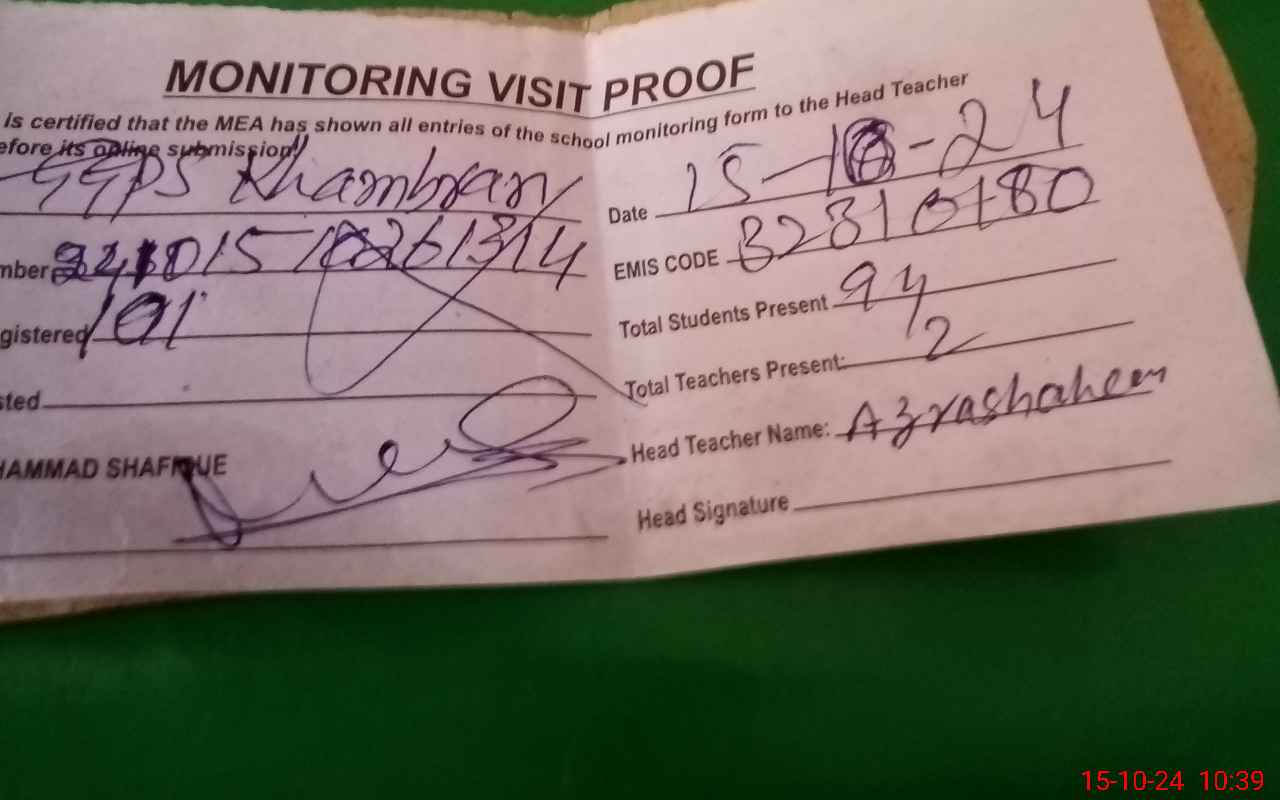 MONITORING VISIT PROOF
is certified that the MEA has shown all entries of the school monitoring form to the Head Teacher
efore its online submission"
GGPS Khambran
Date 15-10-24
mber
EMIS CODE 32310180
gistered 101
Total Students Present 94
sted
Total Teachers Present: 2
HAMMAD SHAFIQUE
Head Teacher Name: Azrashaheen
Head Signature
15-10-24 10:39